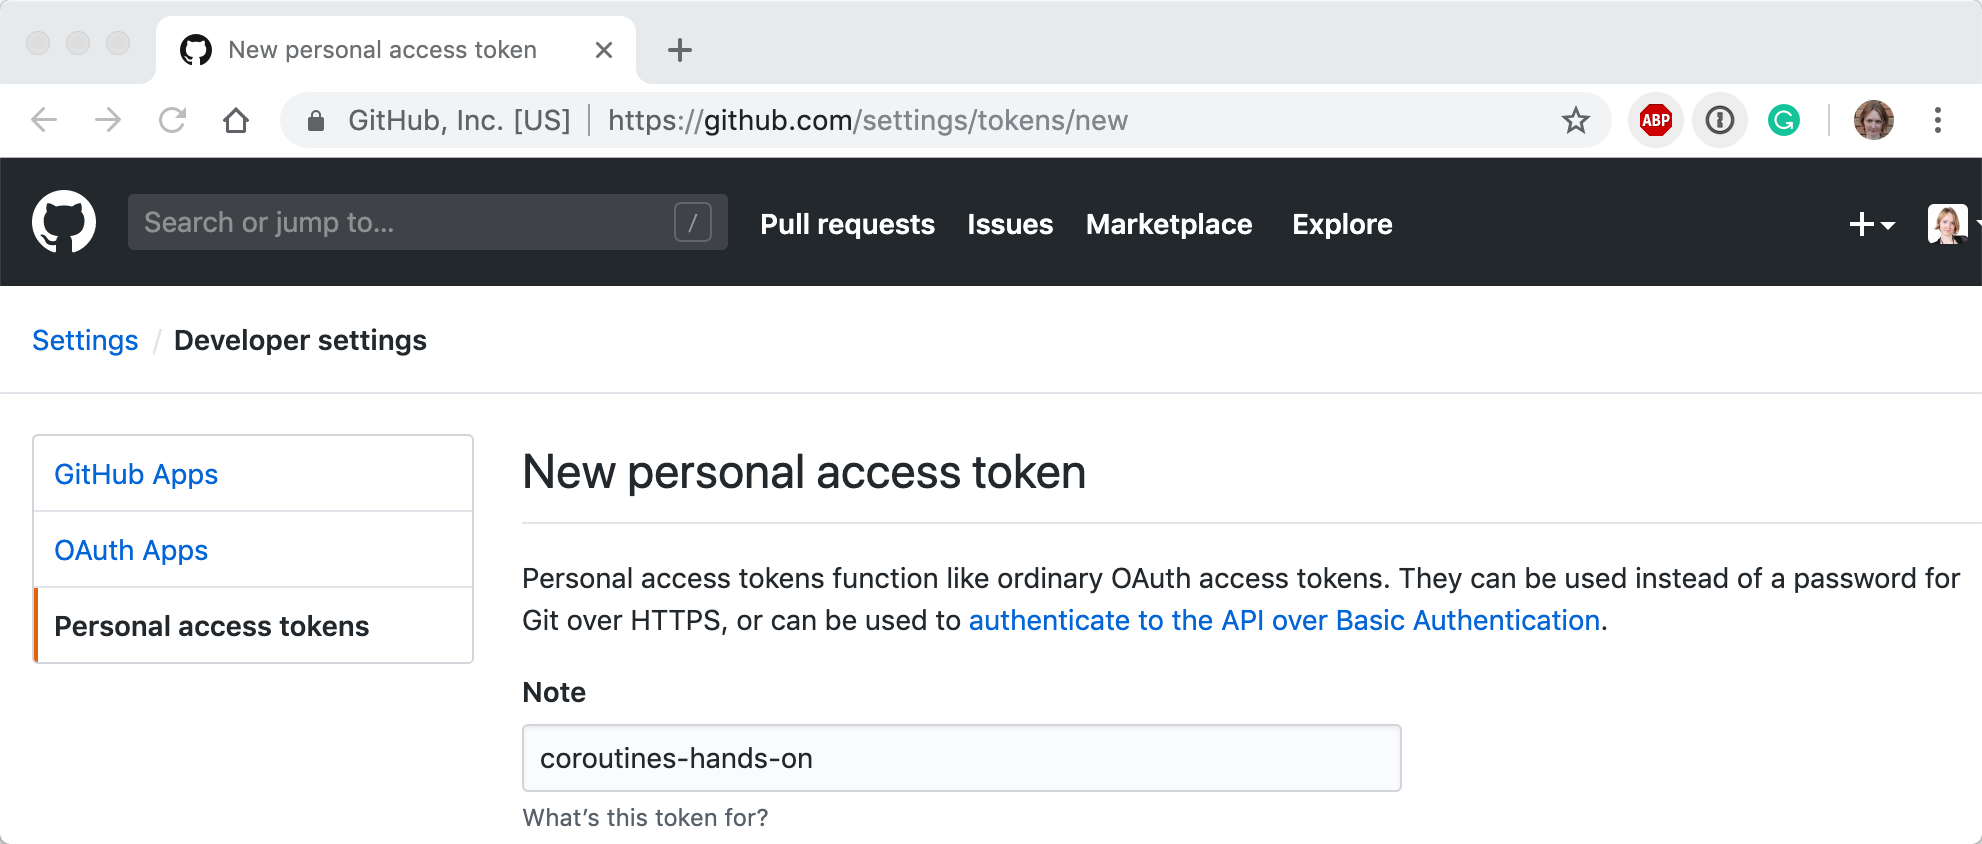 New personal access token
GitHub, Inc. [US] | https://github.com/settings/tokens/new
ABP
Search or jump to...
/
Pull requests
Issues
Marketplace
Explore
Settings / Developer settings
GitHub Apps
OAuth Apps
Personal access tokens
New personal access token
Personal access tokens function like ordinary OAuth access tokens. They can be used instead of a password for
Git over HTTPS, or can be used to authenticate to the API over Basic Authentication.
Note
coroutines-hands-on
What’s this token for?